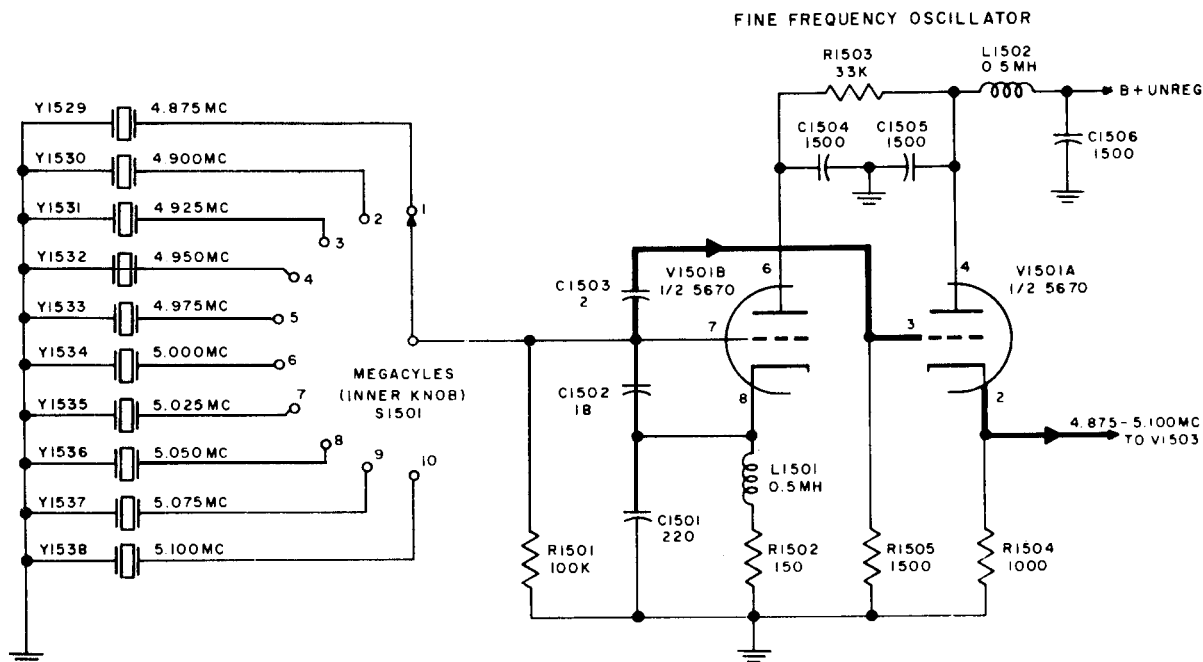 FINE FREQUENCY OSCILLATOR
R1503
33K
L1502
0.5MH
B+UNREG
C1504
1500
C1505
1500
C1506
1500
Y1529
4.875MC
Y1530
4.900MC
Y1531
4.925MC
Y1532
4.950MC
Y1533
4.975MC
Y1534
5.000MC
Y1535
5.025MC
Y1536
5.050MC
Y1537
5.075MC
Y1538
5.100MC
1
2
3
4
5
6
7
8
9
10
MEGACYLES
(INNER KNOB)
S1501
C1503
2
V1501B
1/2 5670
6
7
8
V1501A
1/2 5670
4
3
2
C1502
18
4.875-5.100MC
TO V1503
L1501
0.5MH
C1501
220
R1501
100K
R1502
150
R1505
1500
R1504
1000